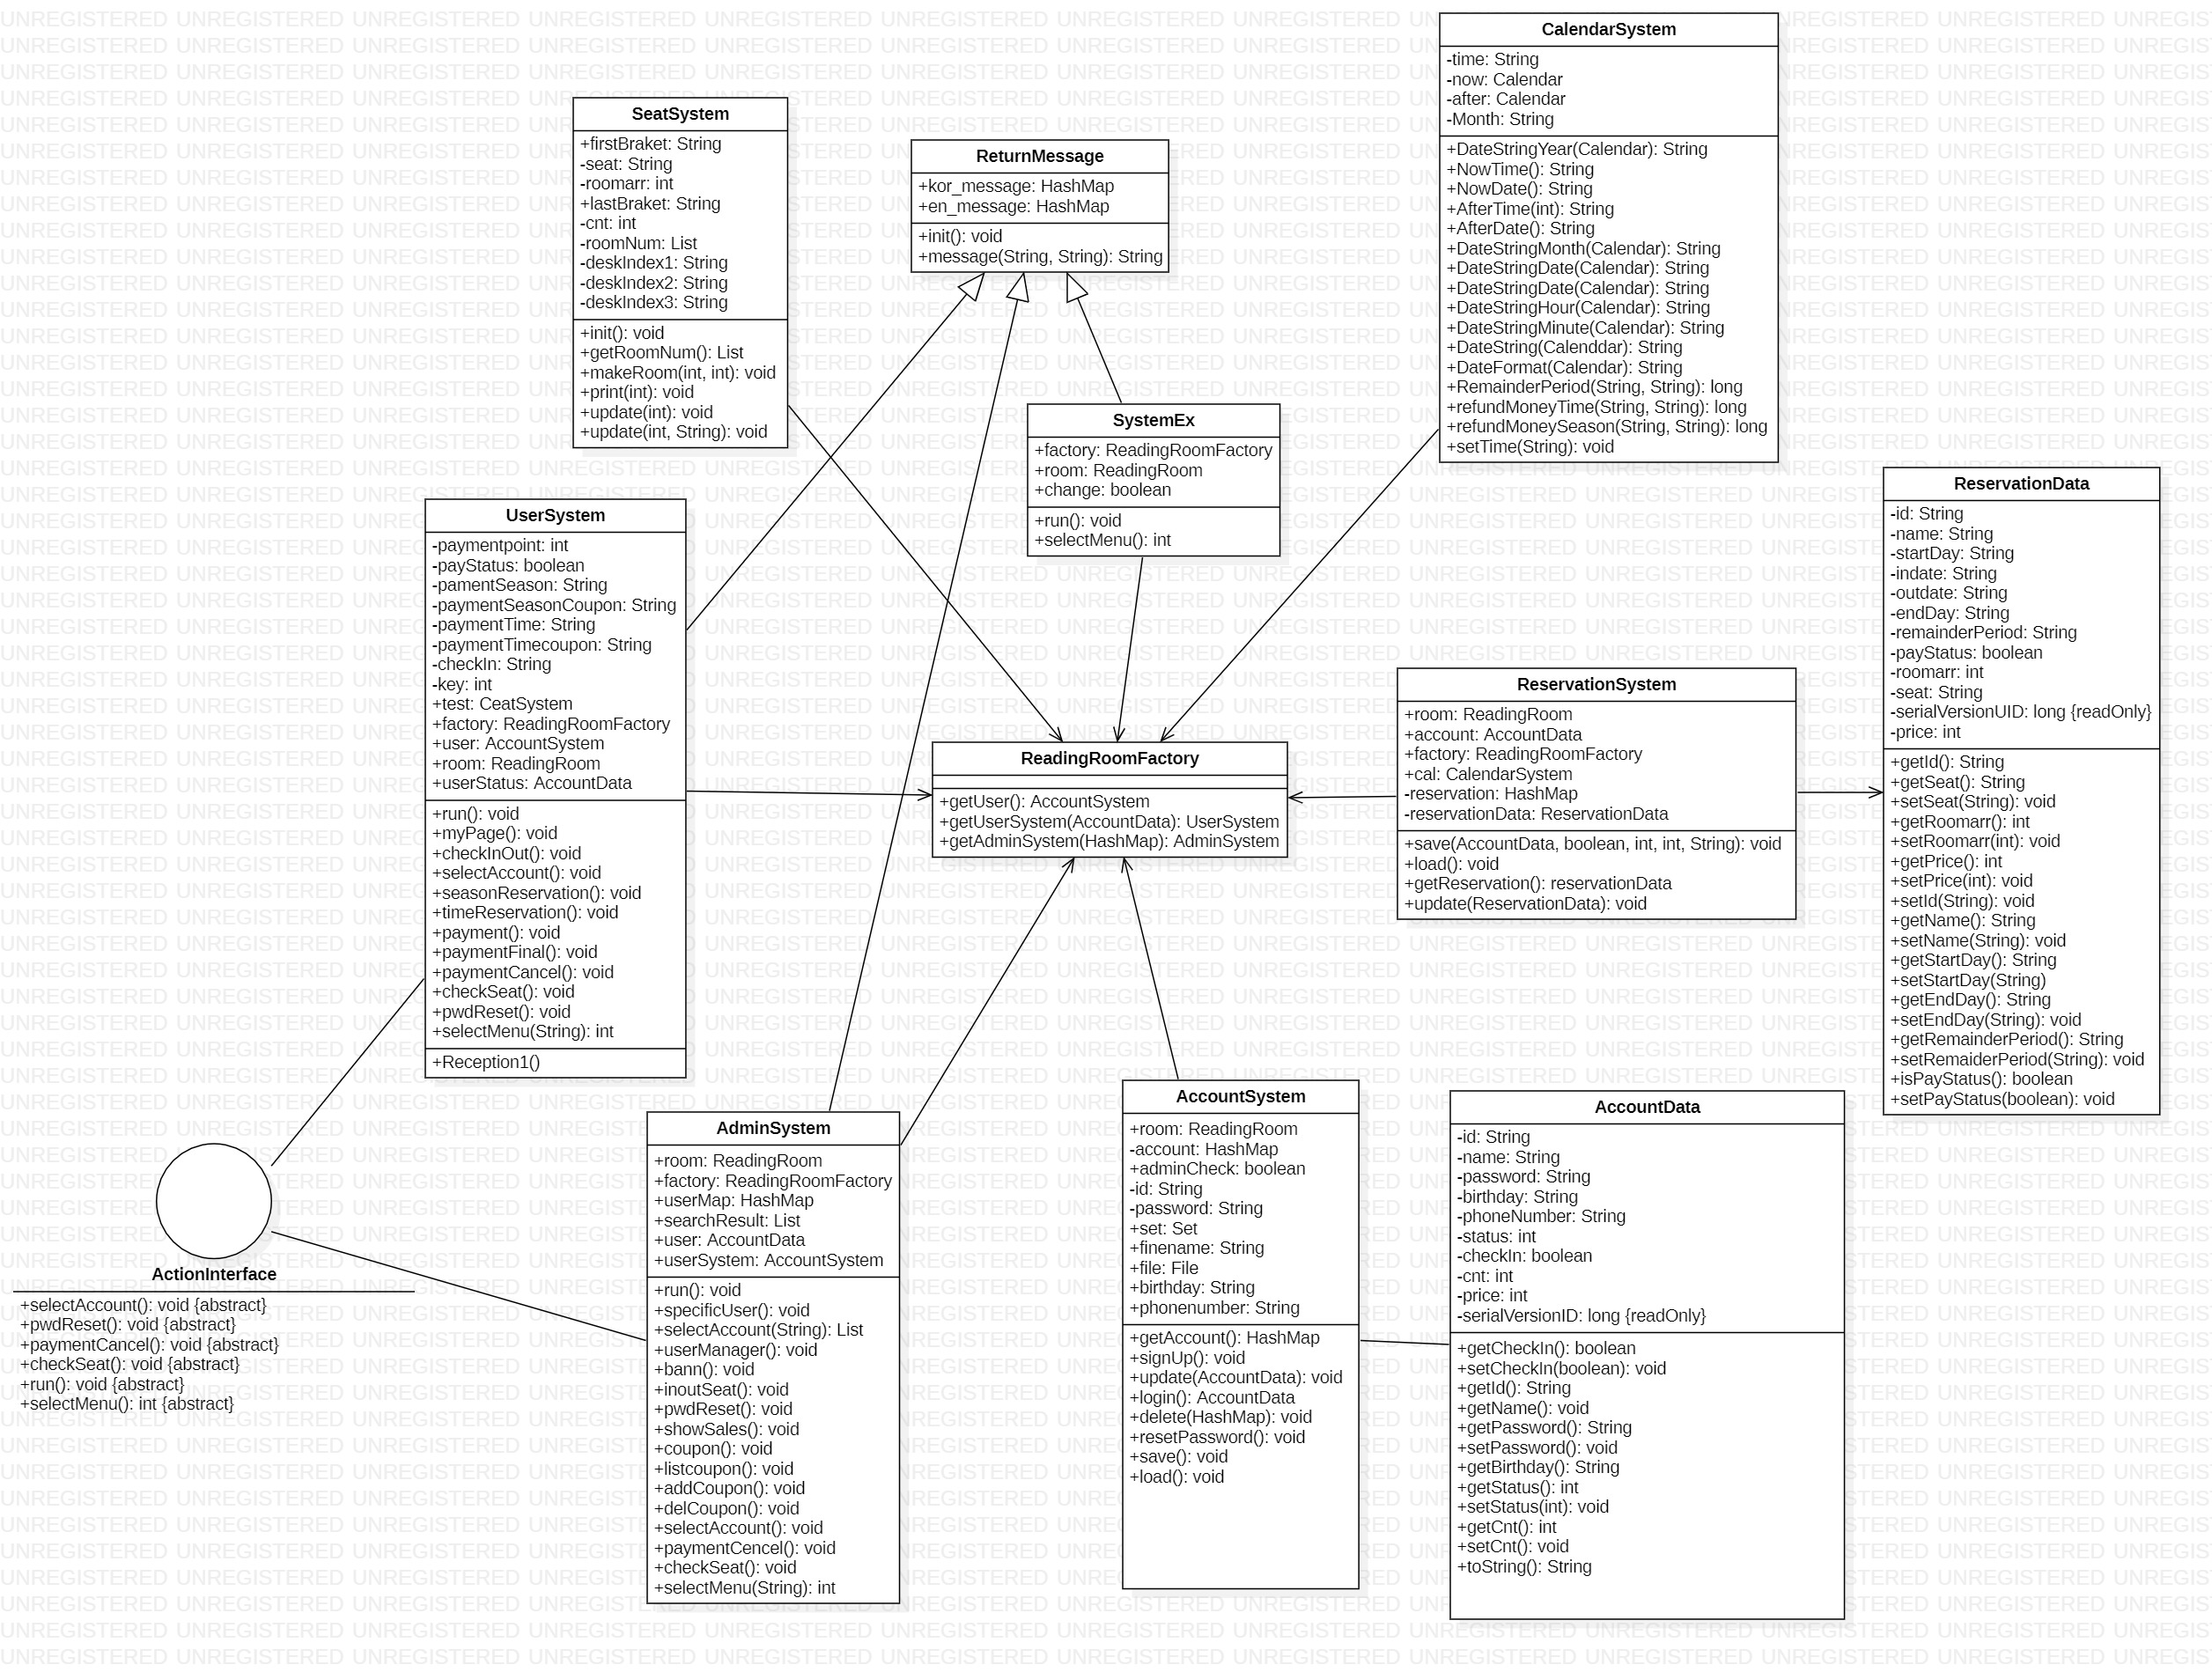 CalendarSystem
-time: String
-now: Calendar
-after: Calendar
-Month: String
+DateStringYear(Calendar): String
+NowTime(): String
+NowDate(): String
+AfterTime(int): String
+AfterDate(): String
+DateStringMonth(Calendar): String
+DateStringDate(Calendar): String
+DateStringDate(Calendar): String
+DateStringHour(Calendar): String
+DateStringMinute(Calendar): String
+DateString(Calenddar): String
+DateFormat(Calendar): String
+RemainderPeriod(String, String): long
+refundMoneyTime(String, String): long
+refundMoneySeason(String, String): long
+setTime(String): void
SeatSystem
+firstBraket: String
-seat: String
-roomarr: int
+lastBraket: String
-cnt: int
-roomNum: List
-deskIndex1: String
-deskIndex2: String
-deskIndex3: String
+init(): void
+getRoomNum(): List
+makeRoom(int, int): void
+print(int): void
+update(int): void
+update(int, String): void
ReturnMessage
+kor_message: HashMap
+en_message: HashMap
+init(): void
+message(String, String): String
SystemEx
+factory: ReadingRoomFactory
+room: ReadingRoom
+change: boolean
+run(): void
+selectMenu(): int
ReservationData
-id: String
-name: String
-startDay: String
-indate: String
-outdate: String
-endDay: String
-remainderPeriod: String
-payStatus: boolean
-roomarr: int
-seat: String
-serialVersionUID: long {readOnly}
-price: int
+getId(): String
+getSeat(): String
+setSeat(String): void
+getRoomarr(): int
+setRoomarr(int): void
+getPrice(): int
+setPrice(int): void
+setId(String): void
+getName(): String
+setName(String): void
+getStartDay(): String
+setStartDay(String)
+getEndDay(): String
+setEndDay(String): void
+getRemainderPeriod(): String
+setRemaiderPeriod(String): void
+isPayStatus(): boolean
+setPayStatus(boolean): void
UserSystem
-paymentpoint: int
-payStatus: boolean
-pamentSeason: String
-paymentSeasonCoupon: String
-paymentTime: String
-paymentTimecoupon: String
-checkIn: String
-key: int
+test: CeatSystem
+factory: ReadingRoomFactory
+user: AccountSystem
+room: ReadingRoom
+userStatus: AccountData
+run(): void
+myPage(): void
+checkInOut(): void
+selectAccount(): void
+seasonReservation(): void
+timeReservation(): void
+payment(): void
+paymentFinal(): void
+paymentCancel(): void
+checkSeat(): void
+pwdReset(): void
+selectMenu(String): int
+Reception1()
ReservationSystem
+room: ReadingRoom
+account: AccountData
+factory: ReadingRoomFactory
+cal: CalendarSystem
-reservation: HashMap
-reservationData: ReservationData
+save(AccountData, boolean, int, int, String): void
+load(): void
+getReservation(): reservationData
+update(ReservationData): void
ReadingRoomFactory
+getUser(): AccountSystem
+getUserSystem(AccountData): UserSystem
+getAdminSystem(HashMap): AdminSystem
ActionInterface
+selectAccount(): void {abstract}
+pwdReset(): void {abstract}
+paymentCancel(): void {abstract}
+checkSeat(): void {abstract}
+run(): void {abstract}
+selectMenu(): int {abstract}
AdminSystem
+room: ReadingRoom
+factory: ReadingRoomFactory
+userMap: HashMap
+searchResult: List
+user: AccountData
+userSystem: AccountSystem
+run(): void
+specificUser(): void
+selectAccount(String): List
+userManager(): void
+bann(): void
+inoutSeat(): void
+pwdReset(): void
+showSales(): void
+coupon(): void
+listcoupon(): void
+addCoupon(): void
+delCoupon(): void
+selectAccount(): void
+paymentCencel(): void
+checkSeat(): void
+selectMenu(String): int
AccountSystem
+room: ReadingRoom
-account: HashMap
+adminCheck: boolean
-id: String
-password: String
+set: Set
+finename: String
+file: File
+birthday: String
+phonenumber: String
+getAccount(): HashMap
+signUp(): void
+update(AccountData): void
+login(): AccountData
+delete(HashMap): void
+resetPassword(): void
+save(): void
+load(): void
AccountData
-id: String
-name: String
-password: String
-birthday: String
-phoneNumber: String
-status: int
-checkIn: boolean
-cnt: int
-price: int
-serialVersionID: long {readOnly}
+getCheckIn(): boolean
+setCheckIn(boolean): void
+getId(): String
+getName(): void
+getPassword(): String
+setPassword(): void
+getBirthday(): String
+getStatus(): int
+setStatus(int): void
+getCnt(): int
+setCnt(): void
+toString(): String
UNREGISTERED